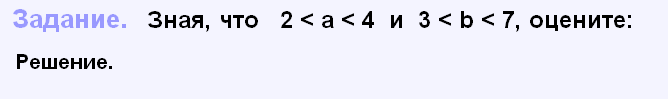 Задание. Зная, что 2 < a < 4 и 3 < b < 7, оцените:
Решение.